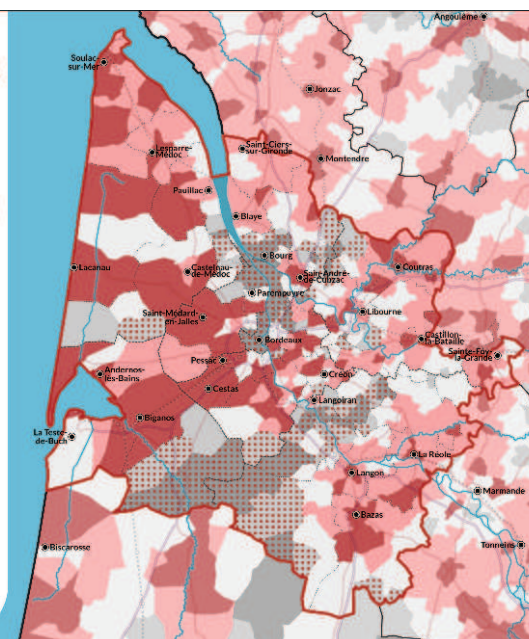 Angoulême
Soulac-
sur-Mer
Jonzac
Lesparre-
Médoc
Saint-Ciers-
sur-Gironde
Montendre
Pauillac
Blaye
Bourg
Lacanau
Castelnau-
de-Médoc
Saint-André-
de-Cubzac
Coutras
Parempuyre
Saint-Médard-
en-Jalles
Libourne
Bordeaux
Castillon-
la-Bataille
Sainte-Foy-
la-Grande
Pessac
Andernos-
les-Bains
Cestas
Créon
Biganos
Langoiran
La Teste-
de-Buch
La Réole
Langon
Marmande
Bazas
Biscarosse
Tonneins